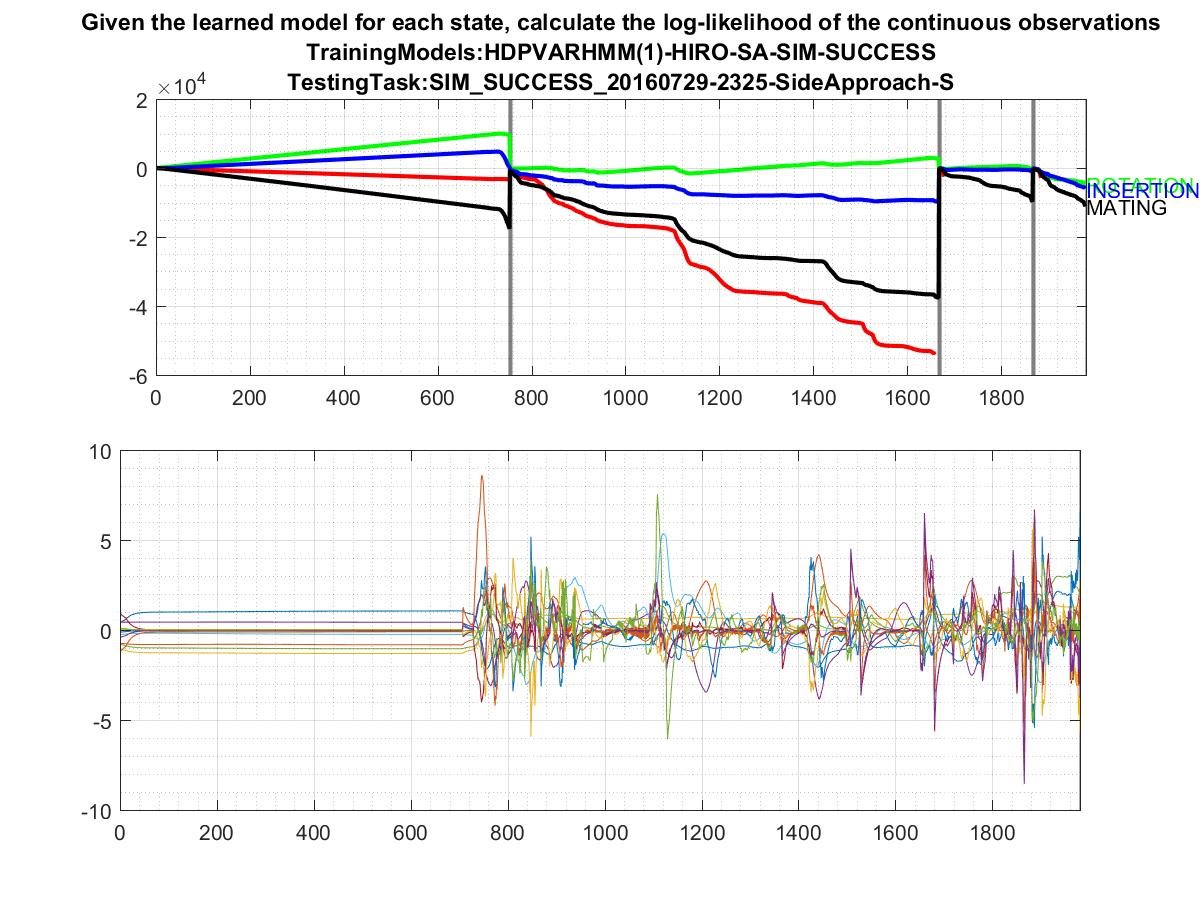 Given the learned model for each state, calculate the log-likelihood of the continuous observations
TrainingModels:HDPVARHMM(1)-HIRO-SA-SIM-SUCCESS
TestingTask:SIM_SUCCESS_20160729-2325-SideApproach-S
×10^4
2
0
-2
-4
-6
0 200 400 600 800 1000 1200 1400 1600 1800
ROTATION
INSERTION
MATING
10
5
0
-5
-10
0 200 400 600 800 1000 1200 1400 1600 1800